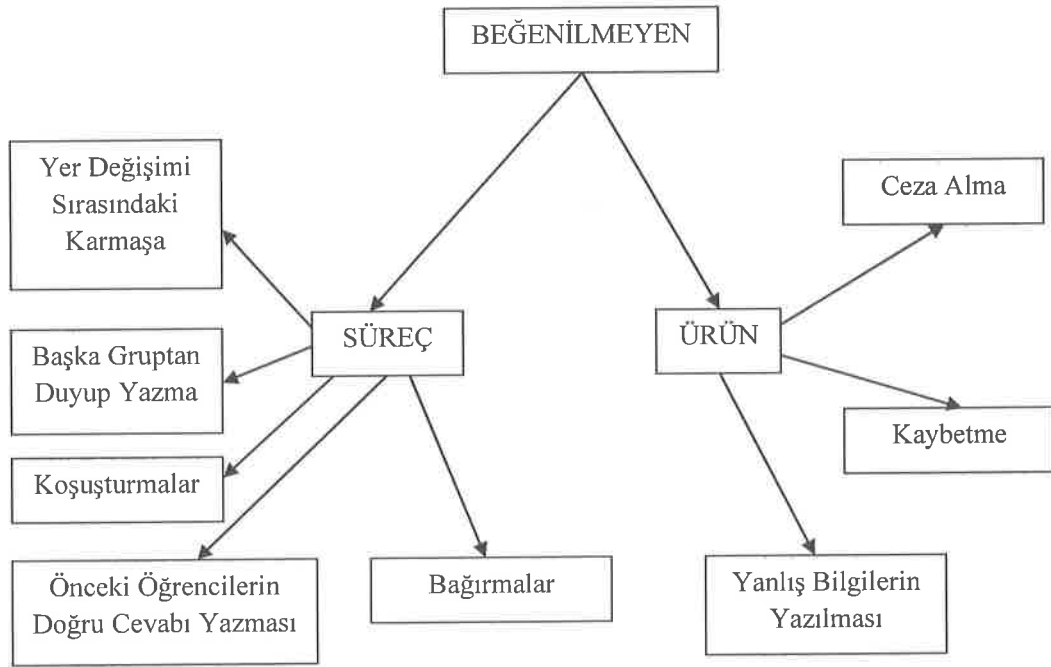 BEĞENİLMEYEN
Yer Değişimi
Sırasındaki
Karmaşa
Ceza Alma
SÜREÇ
ÜRÜN
Başka Gruptan
Duyup Yazma
Kaybetme
Koşuşturmalar
Önceki Öğrencilerin
Doğru Cevabı Yazması
Bağırmalar
Yanlış Bilgilerin
Yazılması